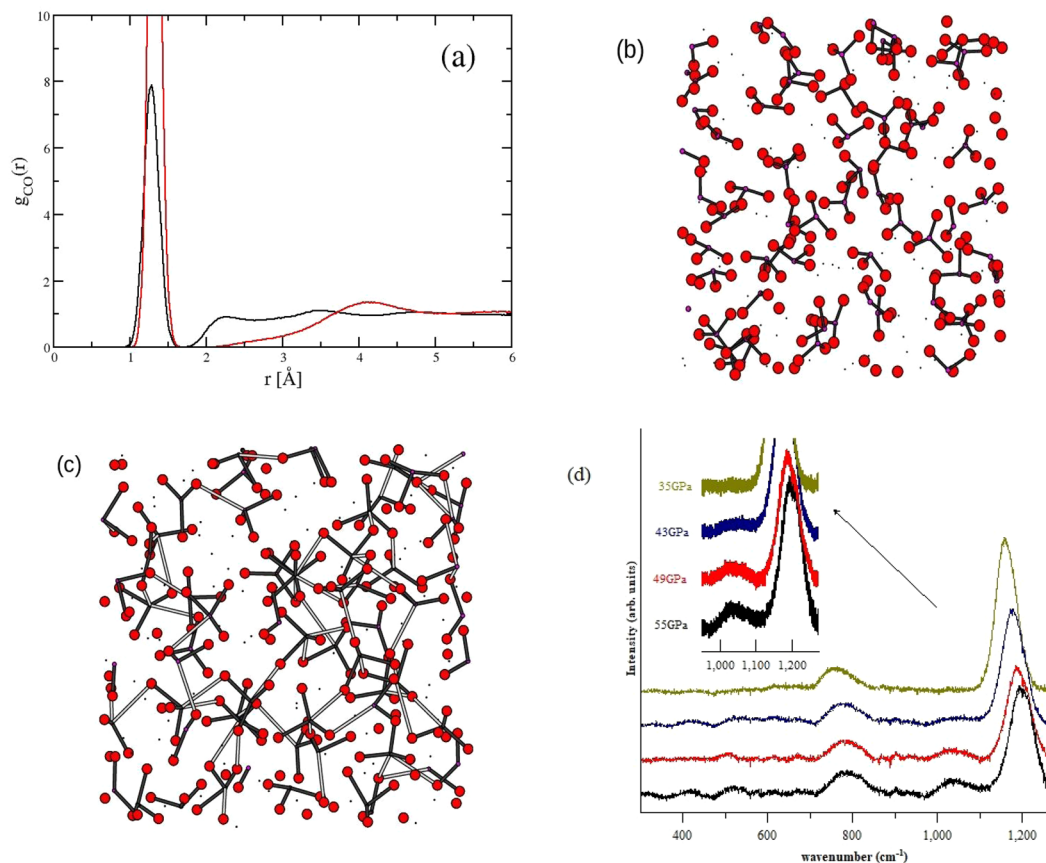 10
8
6
4
2
0
g_CO(r)
(a)
0 1 2 3 4 5 6
r [Å]
(b)
(c)
(d)
35GPa
43GPa
49GPa
55GPa
1,000 1,100 1,200
Intensity (arb. units)
400 600 800 1,000 1,200
wavenumber (cm⁻¹)